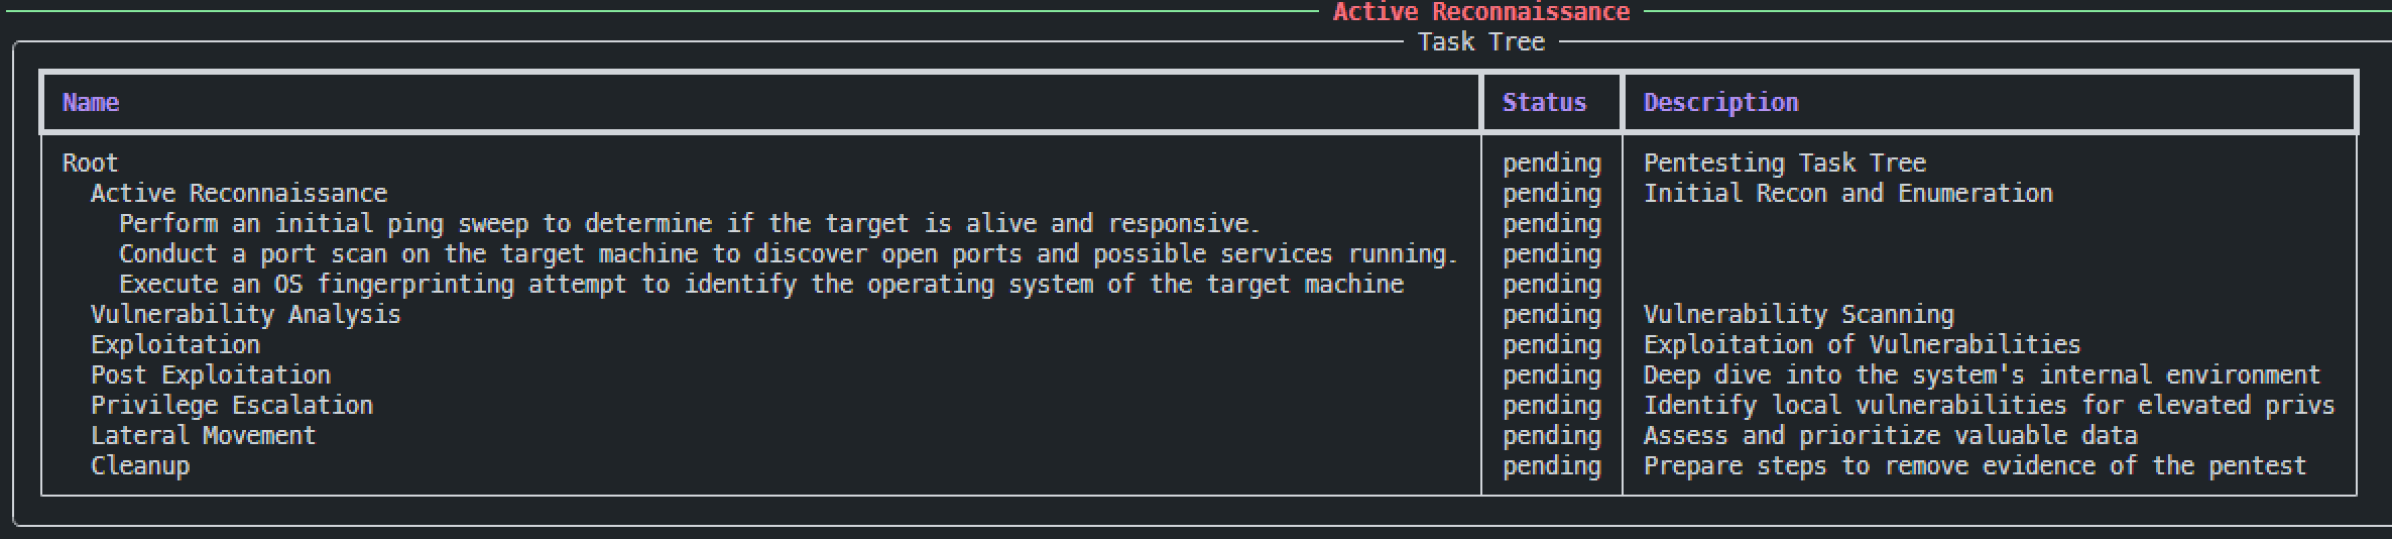 Active Reconnaissance
Task Tree
Name Status Description
Root pending Pentesting Task Tree
Active Reconnaissance pending Initial Recon and Enumeration
Perform an initial ping sweep to determine if the target is alive and responsive. pending
Conduct a port scan on the target machine to discover open ports and possible services running. pending
Execute an OS fingerprinting attempt to identify the operating system of the target machine pending
Vulnerability Analysis pending Vulnerability Scanning
Exploitation pending Exploitation of Vulnerabilities
Post Exploitation pending Deep dive into the system's internal environment
Privilege Escalation pending Identify local vulnerabilities for elevated privs
Lateral Movement pending Assess and prioritize valuable data
Cleanup pending Prepare steps to remove evidence of the pentest